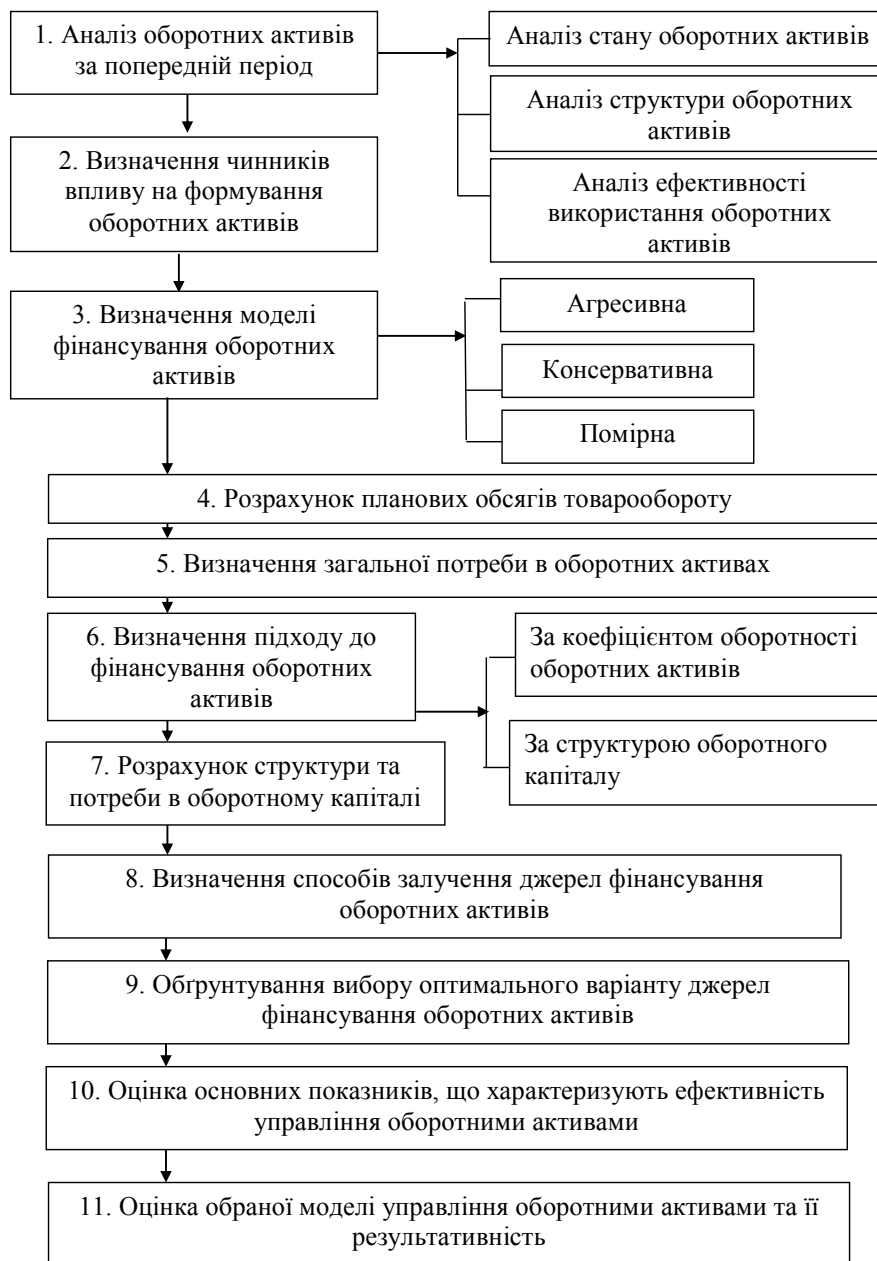 1. Аналіз оборотних активів
за попередній період
Аналіз стану оборотних активів
Аналіз структури оборотних
активів
Аналіз ефективності
використання оборотних
активів
2. Визначення чинників
впливу на формування
оборотних активів
3. Визначення моделі
фінансування оборотних
активів
Агресивна
Консервативна
Помірна
4. Розрахунок планових обсягів товарообороту
5. Визначення загальної потреби в оборотних активах
6. Визначення підходу до
фінансування оборотних
активів
За коефіцієнтом оборотності
оборотних активів
За структурою оборотного
капіталу
7. Розрахунок структури та
потреби в оборотному капіталі
8. Визначення способів залучення джерел фінансування
оборотних активів
9. Обґрунтування вибору оптимального варіанту джерел
фінансування оборотних активів
10. Оцінка основних показників, що характеризують ефективність
управління оборотними активами
11. Оцінка обраної моделі управління оборотними активами та її
результативність